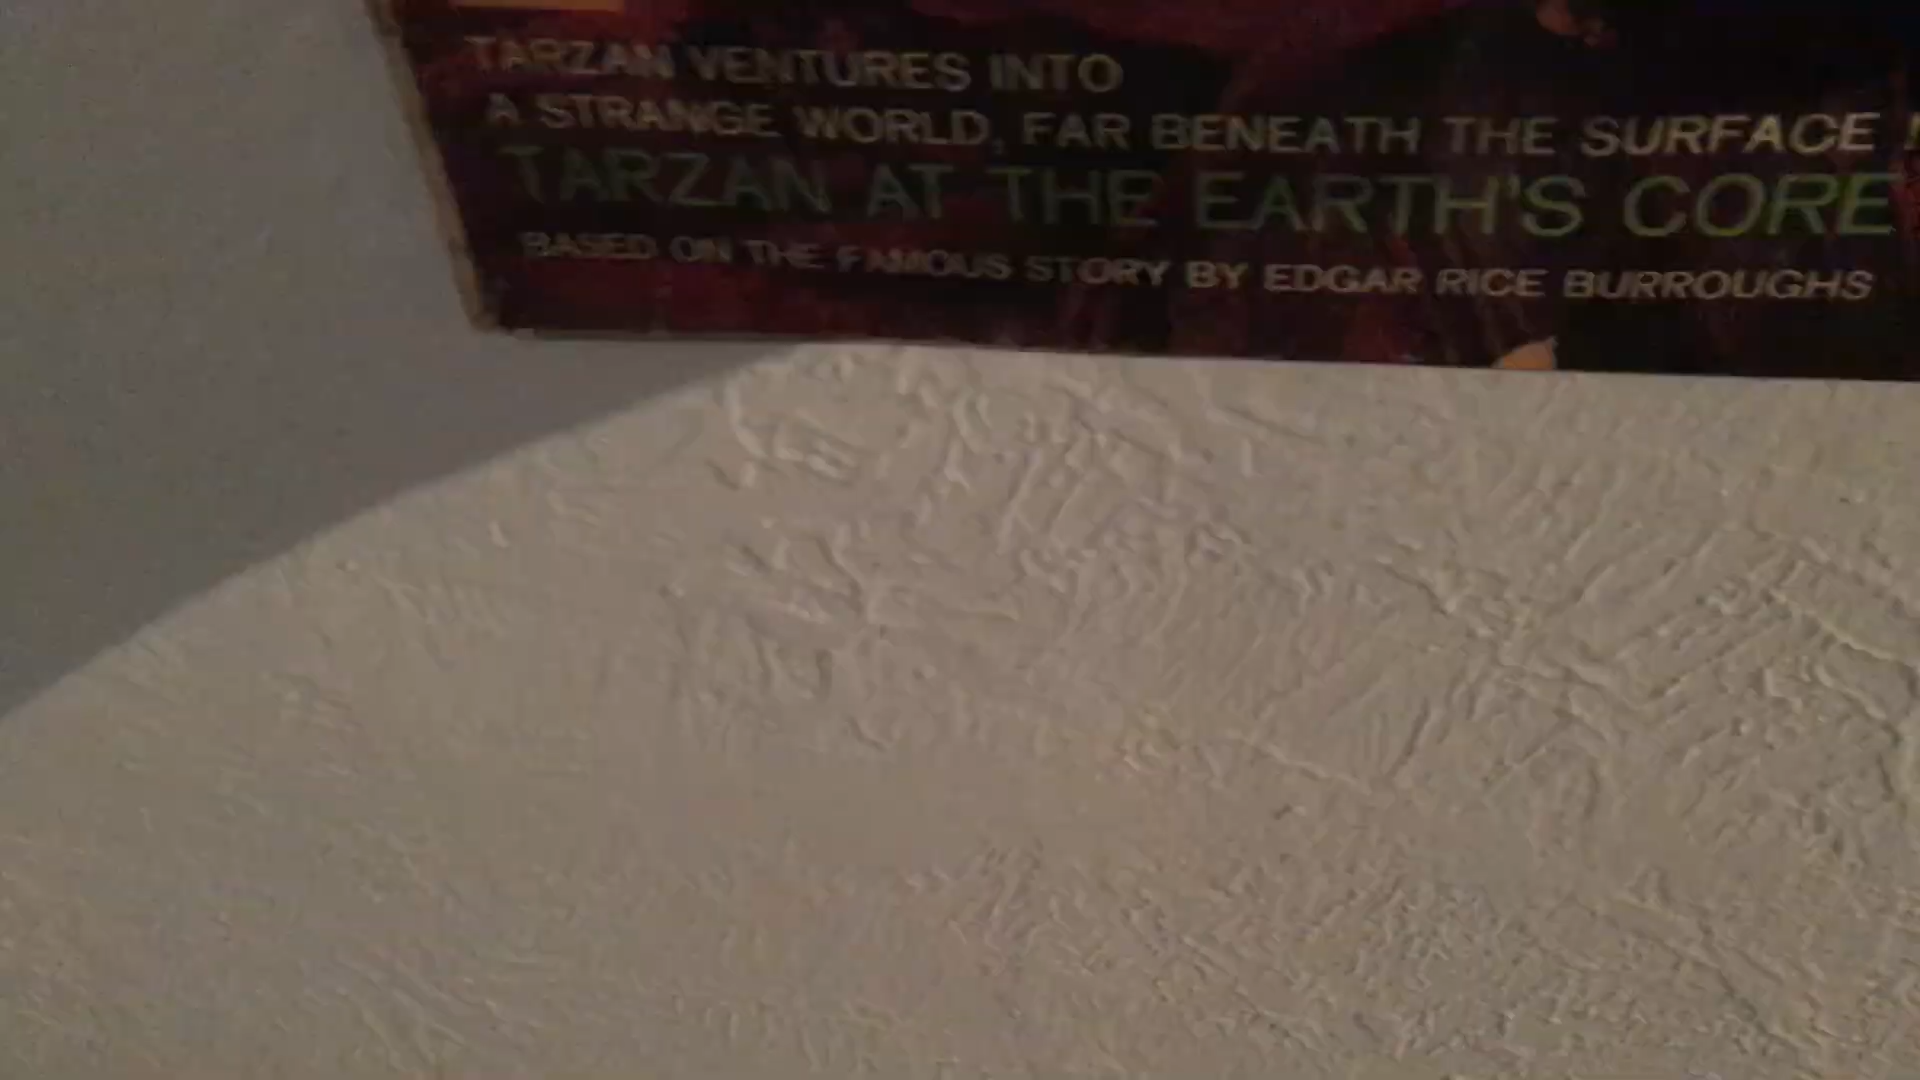 TARZAN VENTURES INTO
A STRANGE WORLD, FAR BENEATH THE SURFACE !
TARZAN AT THE EARTH'S CORE
BASED ON THE FAMOUS STORY BY EDGAR RICE BURROUGHS